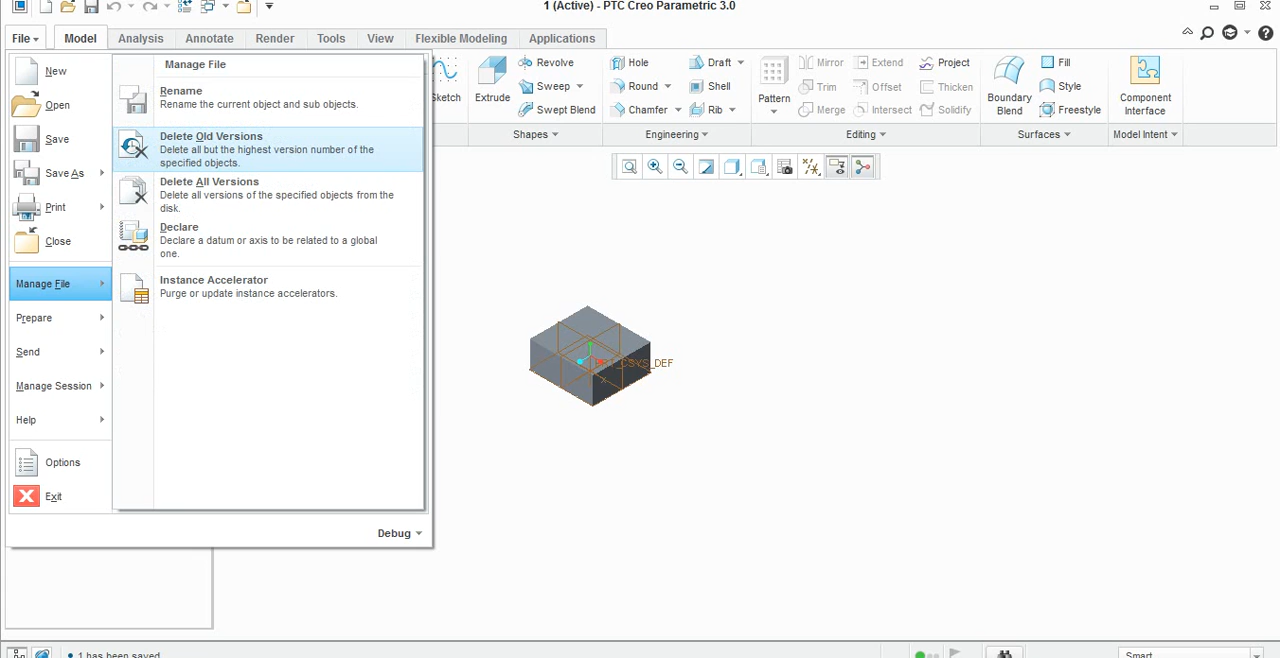 1 (Active) - PTC Creo Parametric 3.0
File Model Analysis Annotate Render Tools View Flexible Modeling Applications
New
Open
Save
Save As
Print
Close
Manage File
Prepare
Send
Manage Session
Help
Options
Exit
Manage File
Rename
Rename the current object and sub objects.
Delete Old Versions
Delete all but the highest version number of the
specified objects.
Delete All Versions
Delete all versions of the specified objects from the
disk.
Declare
Declare a datum or axis to be related to a global
one.
Instance Accelerator
Purge or update instance accelerators.
Debug
Extrude
Revolve
Sweep
Swept Blend
Shapes
Hole
Round
Chamfer
Draft
Shell
Rib
Engineering
Pattern
Mirror
Trim
Merge
Extend
Offset
Intersect
Project
Thicken
Solidify
Editing
Boundary
Blend
Fill
Style
Freestyle
Surfaces
Component
Interface
Model Intent
1 has been saved
Smart